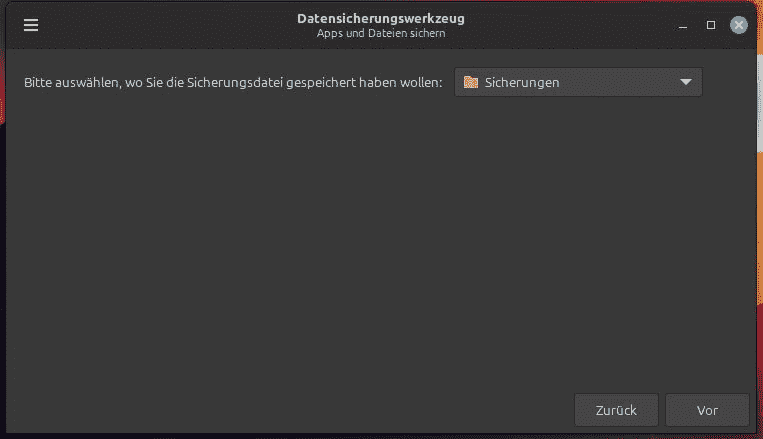 Datensicherungswerkzeug
Apps und Dateien sichern
Bitte auswählen, wo Sie die Sicherungsdatei gespeichert haben wollen: Sicherungen
Zurück Vor